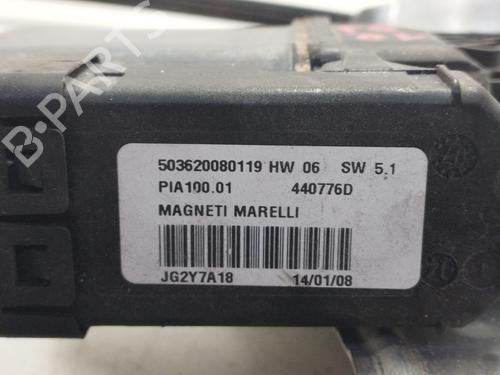 B-PARTS
503620080119 HW 06 SW 5.1
PIA100.01 440776D
MAGNETI MARELLI
JG2Y7A18 14/01/08